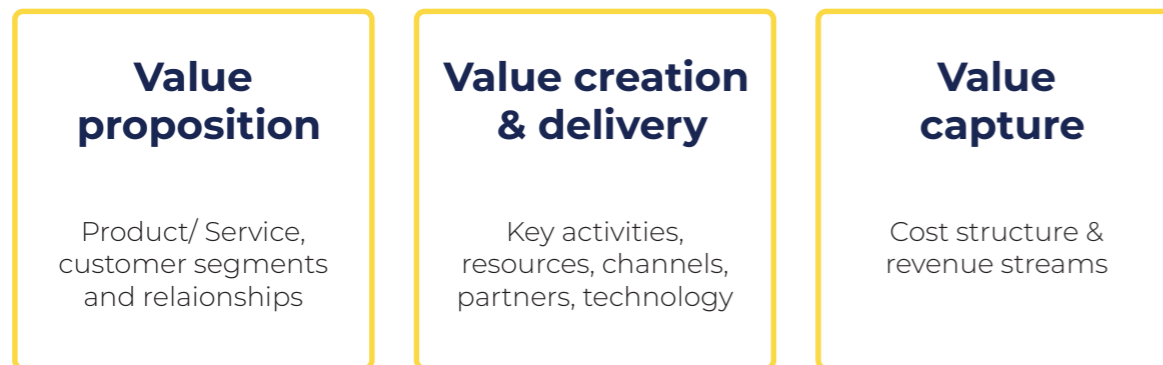 Value
proposition
Product/ Service,
customer segments
and relaionships
Value creation
& delivery
Key activities,
resources, channels,
partners, technology
Value
capture
Cost structure &
revenue streams